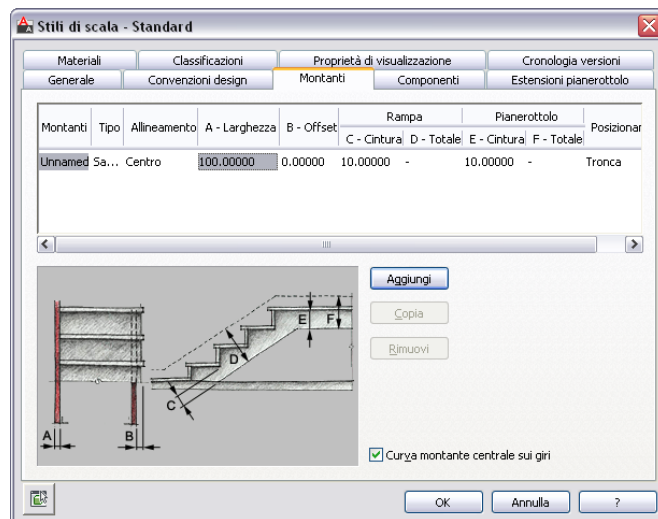 Stili di scala - Standard
Materiali Classificazioni Proprietà di visualizzazione Cronologia versioni
Generale Convenzioni design Montanti Componenti Estensioni pianerottolo
Rampa Pianerottolo
Montanti Tipo Allineamento A - Larghezza B - Offset C - Cintura D - Totale E - Cintura F - Totale Posizionar
Unnamed Sa... Centro 100.00000 0.00000 10.00000 - 10.00000 - Tronca
Aggiungi
Copia
Rimuovi
E F
D
C
A B
Curva montante centrale sui giri
OK Annulla ?